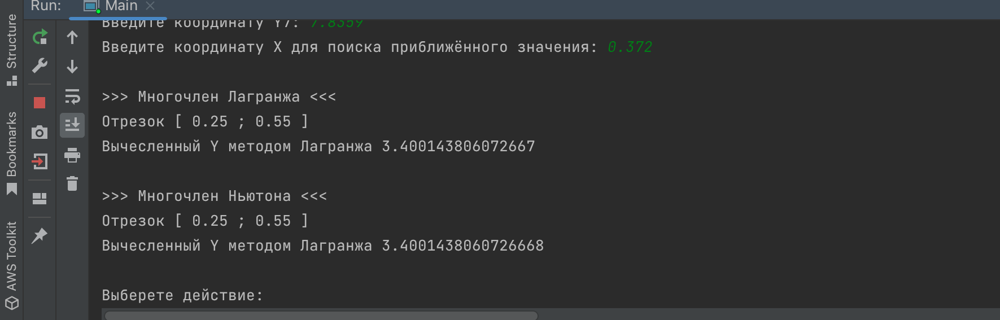 Run: Main
Structure
Bookmarks
AWS Toolkit
Введите координату Y7: 7.8359
Введите координату X для поиска приближённого значения: 0.372
>>> Многочлен Лагранжа <<<
Отрезок [ 0.25 ; 0.55 ]
Вычесленный Y методом Лагранжа 3.400143806072667
>>> Многочлен Ньютона <<<
Отрезок [ 0.25 ; 0.55 ]
Вычесленный Y методом Лагранжа 3.4001438060726668
Выберете действие: